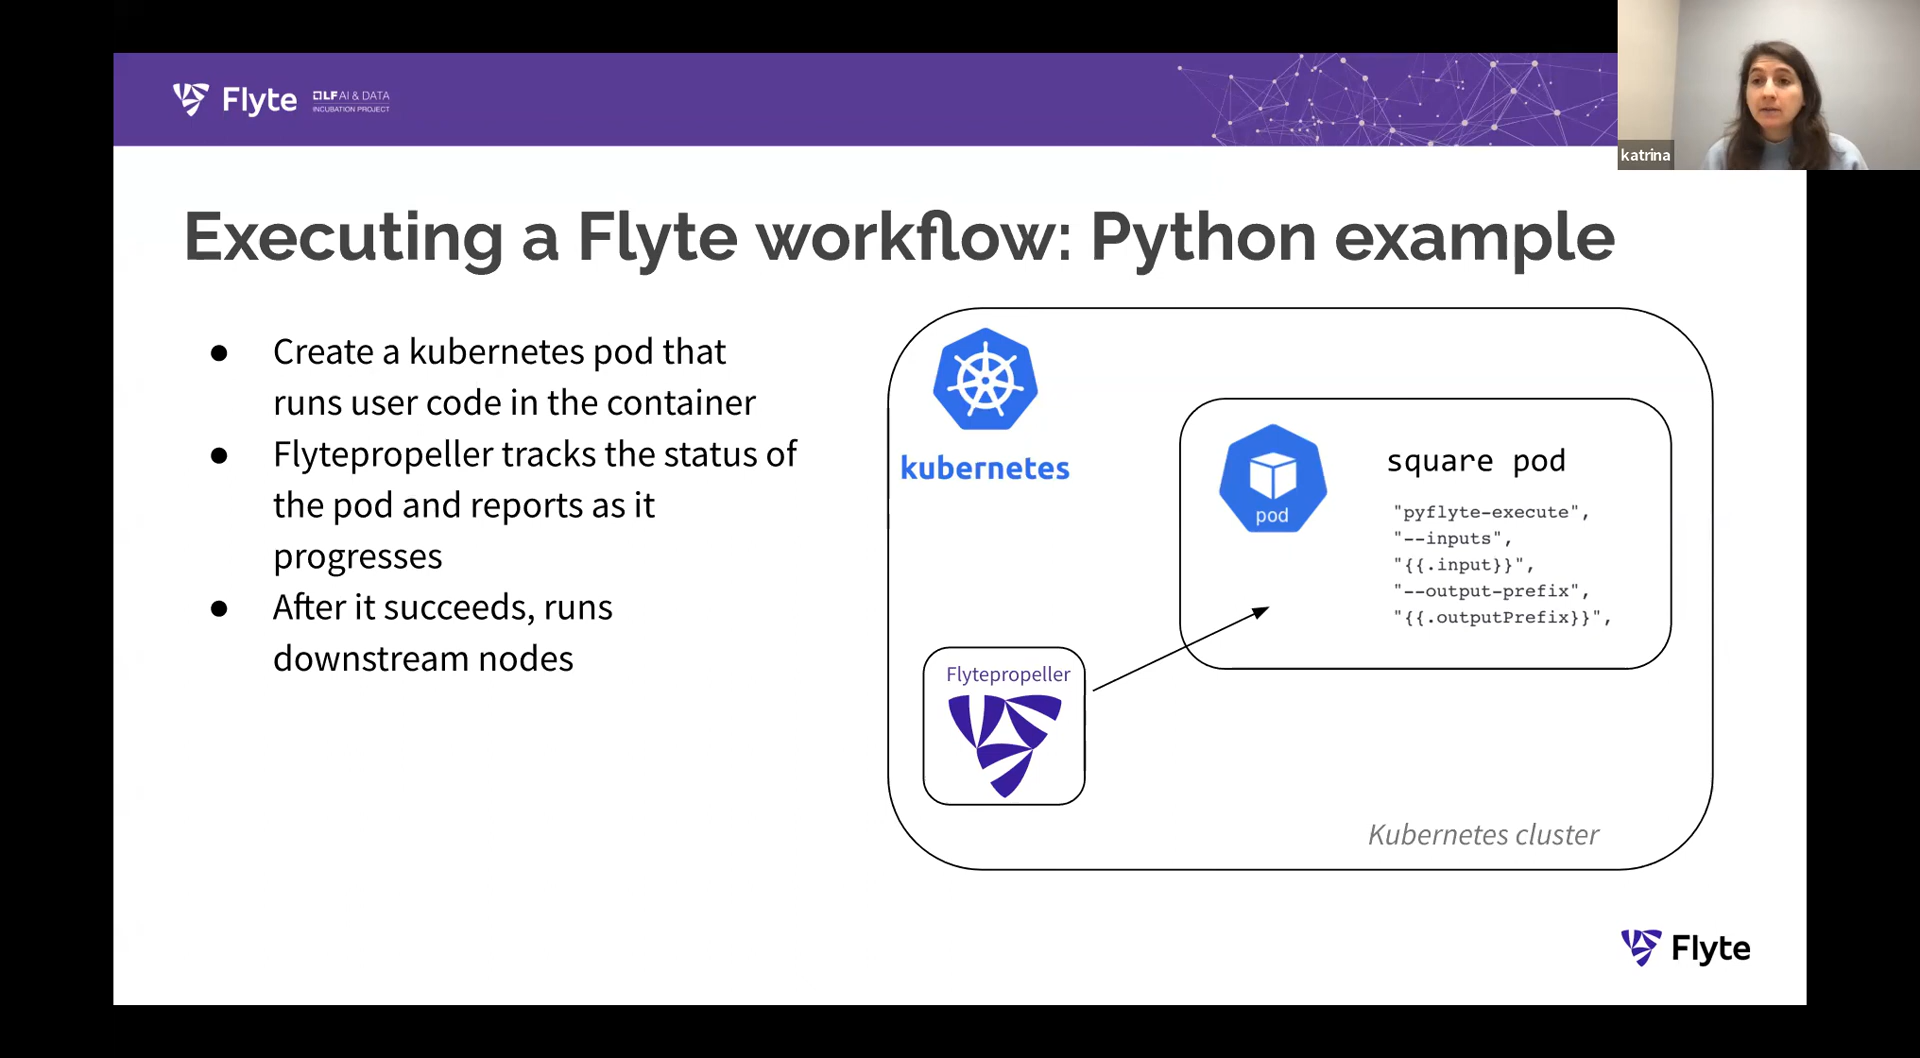 Flyte
LF AI & DATA
INCUBATION PROJECT
katrina
Executing a Flyte workflow: Python example
● Create a kubernetes pod that
runs user code in the container
● Flytepropeller tracks the status of
the pod and reports as it
progresses
● After it succeeds, runs
downstream nodes
kubernetes
pod
square pod
"pyflyte-execute",
"--inputs",
"{{.input}}",
"--output-prefix",
"{{.outputPrefix}}",
Flytepropeller
Kubernetes cluster
Flyte